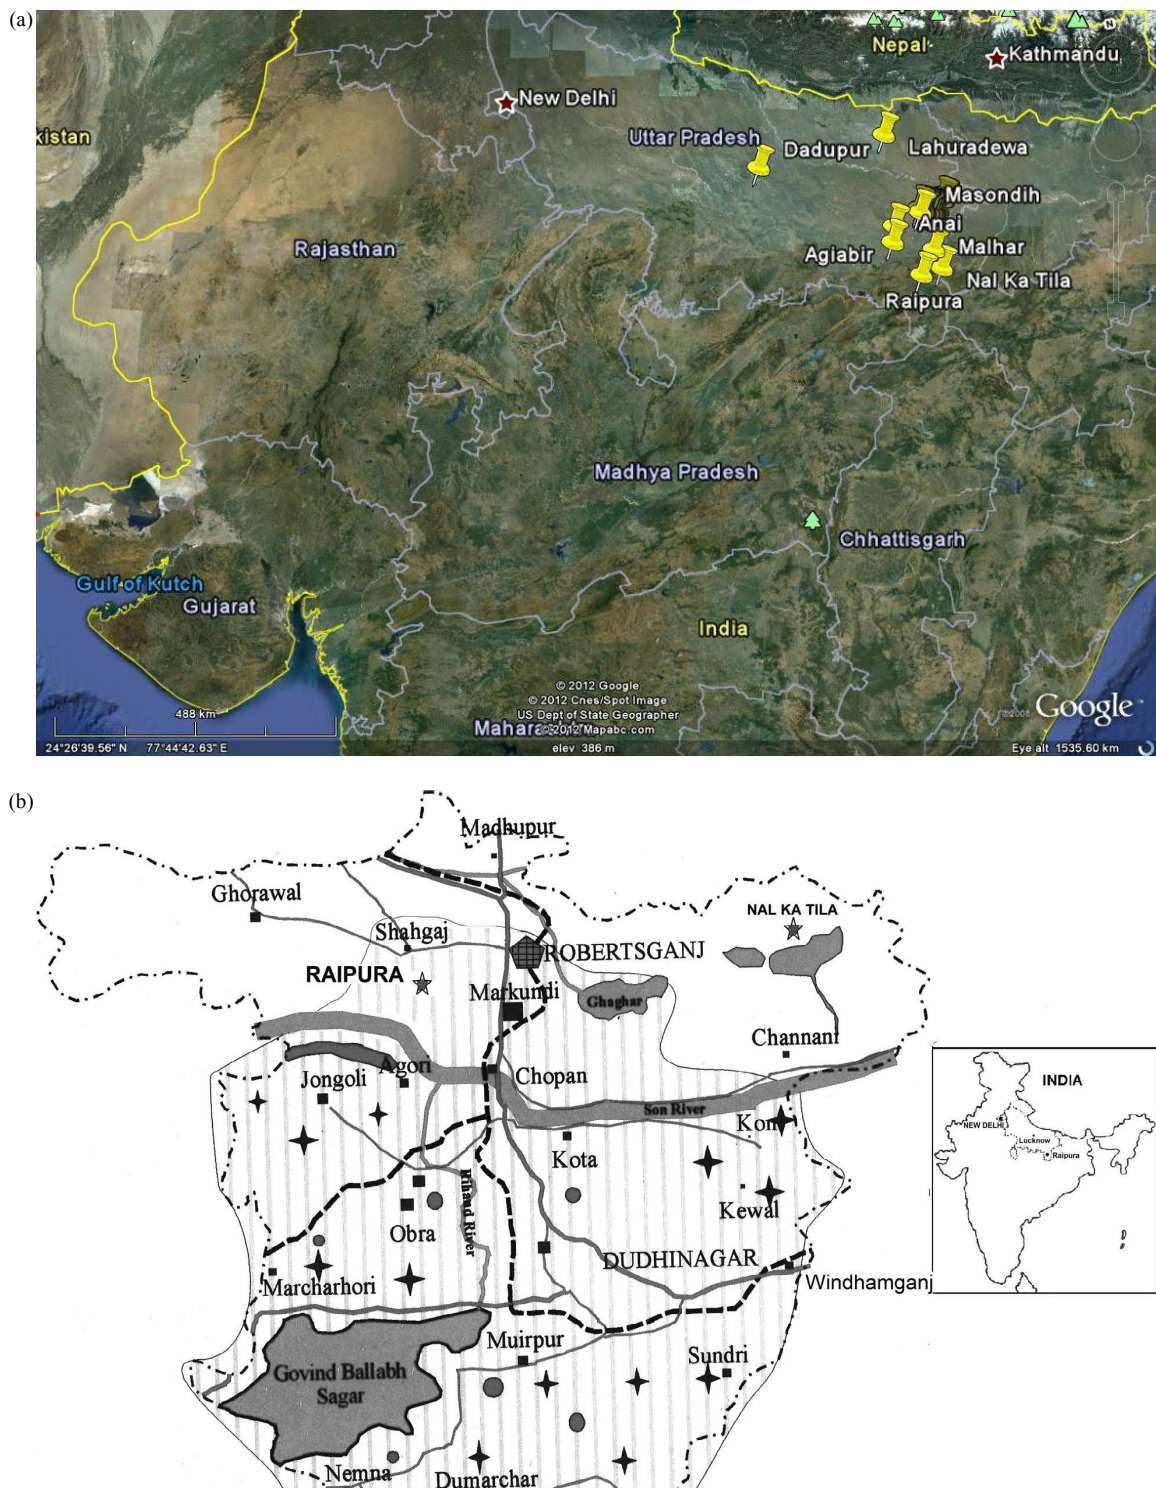 (a)
Nepal
Kathmandu
N
New Delhi
kistan
Uttar Pradesh
Dadupur
Lahuradewa
Masondih
Anai
Rajasthan
Agiabir
Malhar
Nal Ka Tila
Raipura
Madhya Pradesh
Chhattisgarh
Gulf of Kutch
Gujarat
India
© 2012 Google
© 2012 Cnes/Spot Image
US Dept of State Geographer
© 2012 Mapabc.com
488 km
Google
24°26'39.56" N 77°44'42.63" E
elev 386 m
Eye alt 1535.60 km
(b)
Madhupur
Ghorawal
NAL KA TILA
Shahgaj
ROBERTSGANJ
RAIPURA
Markundi
Ghaghar
Channani
Agori
Jongoli
Chopan
INDIA
Son River
Kon
NEW DELHI
Lucknow
Raipura
Kota
Rihand River
Kewal
Obra
DUDHINAGAR
Marcharhori
Windhamganj
Muirpur
Sundri
Govind Ballabh
Sagar
Nemna
Dumarchar